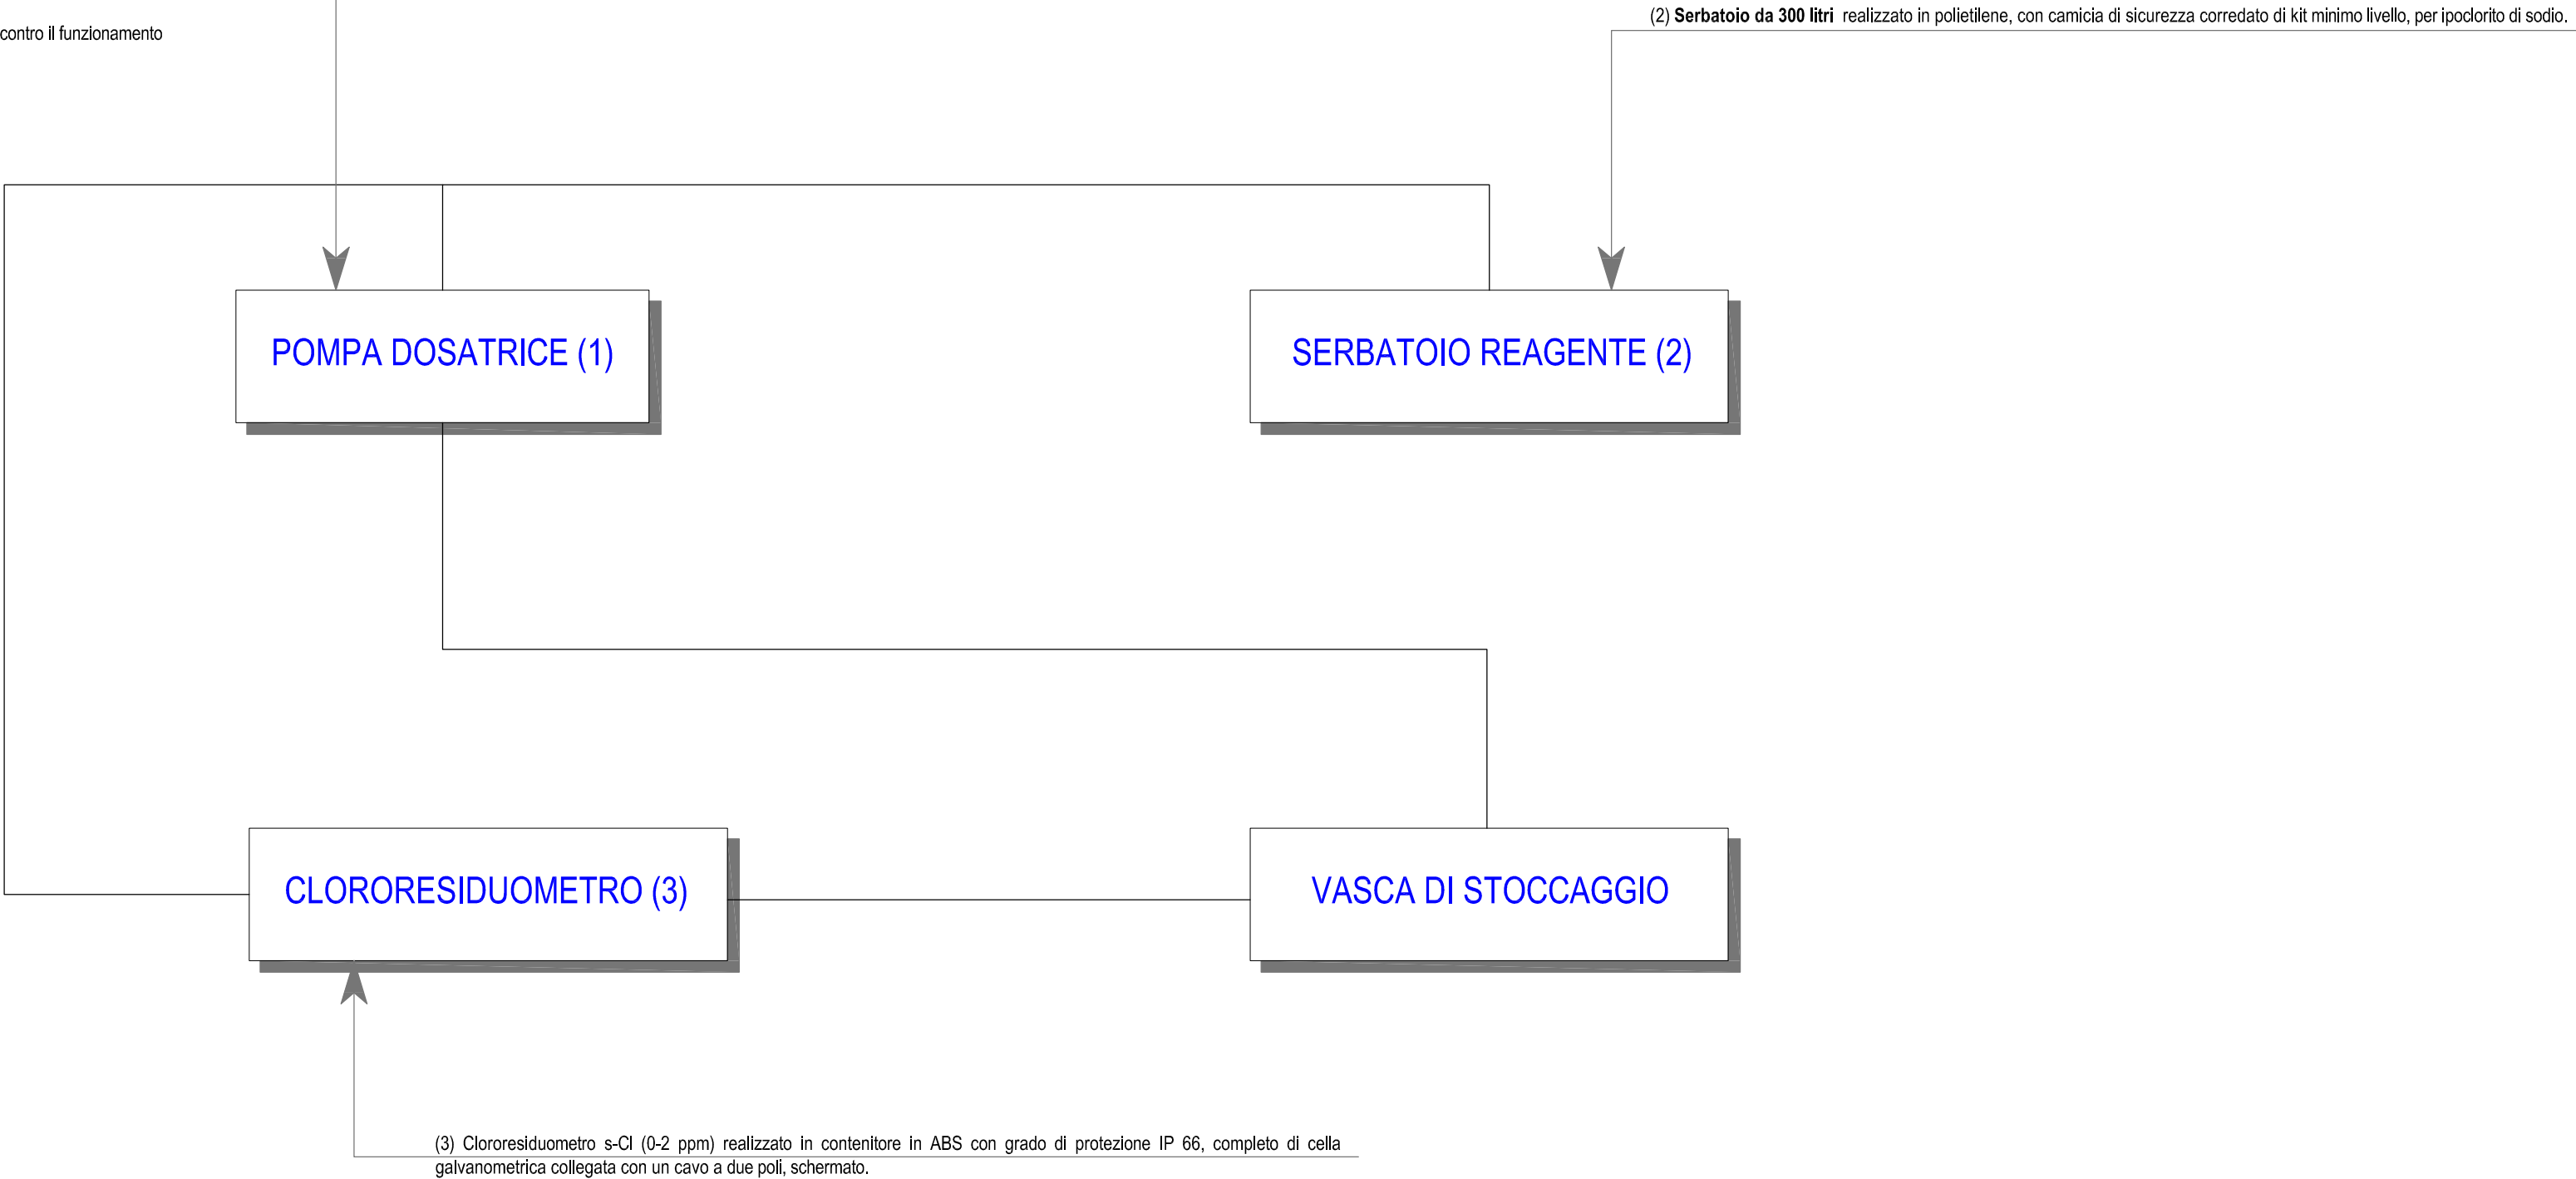 (2) Serbatoio da 300 litri realizzato in polietilene, con camicia di sicurezza corredato di kit minimo livello, per ipoclorito di sodio.
contro il funzionamento
POMPA DOSATRICE (1)
SERBATOIO REAGENTE (2)
CLORORESIDUOMETRO (3)
VASCA DI STOCCAGGIO
(3) Clororesiduometro s-Cl (0-2 ppm) realizzato in contenitore in ABS con grado di protezione IP 66, completo di cella
galvanometrica collegata con un cavo a due poli, schermato.